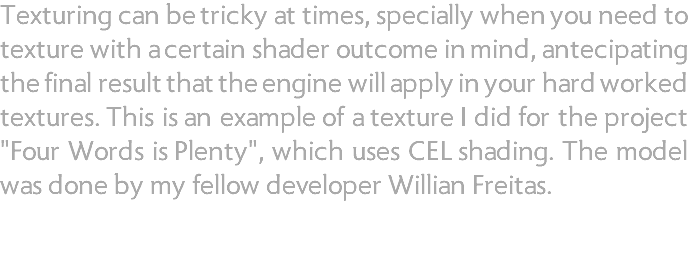 Texturing can be tricky at times, specially when you need to
texture with a certain shader outcome in mind, antecipating
the final result that the engine will apply in your hard worked
textures. This is an example of a texture I did for the project
"Four Words is Plenty", which uses CEL shading. The model
was done by my fellow developer Willian Freitas.